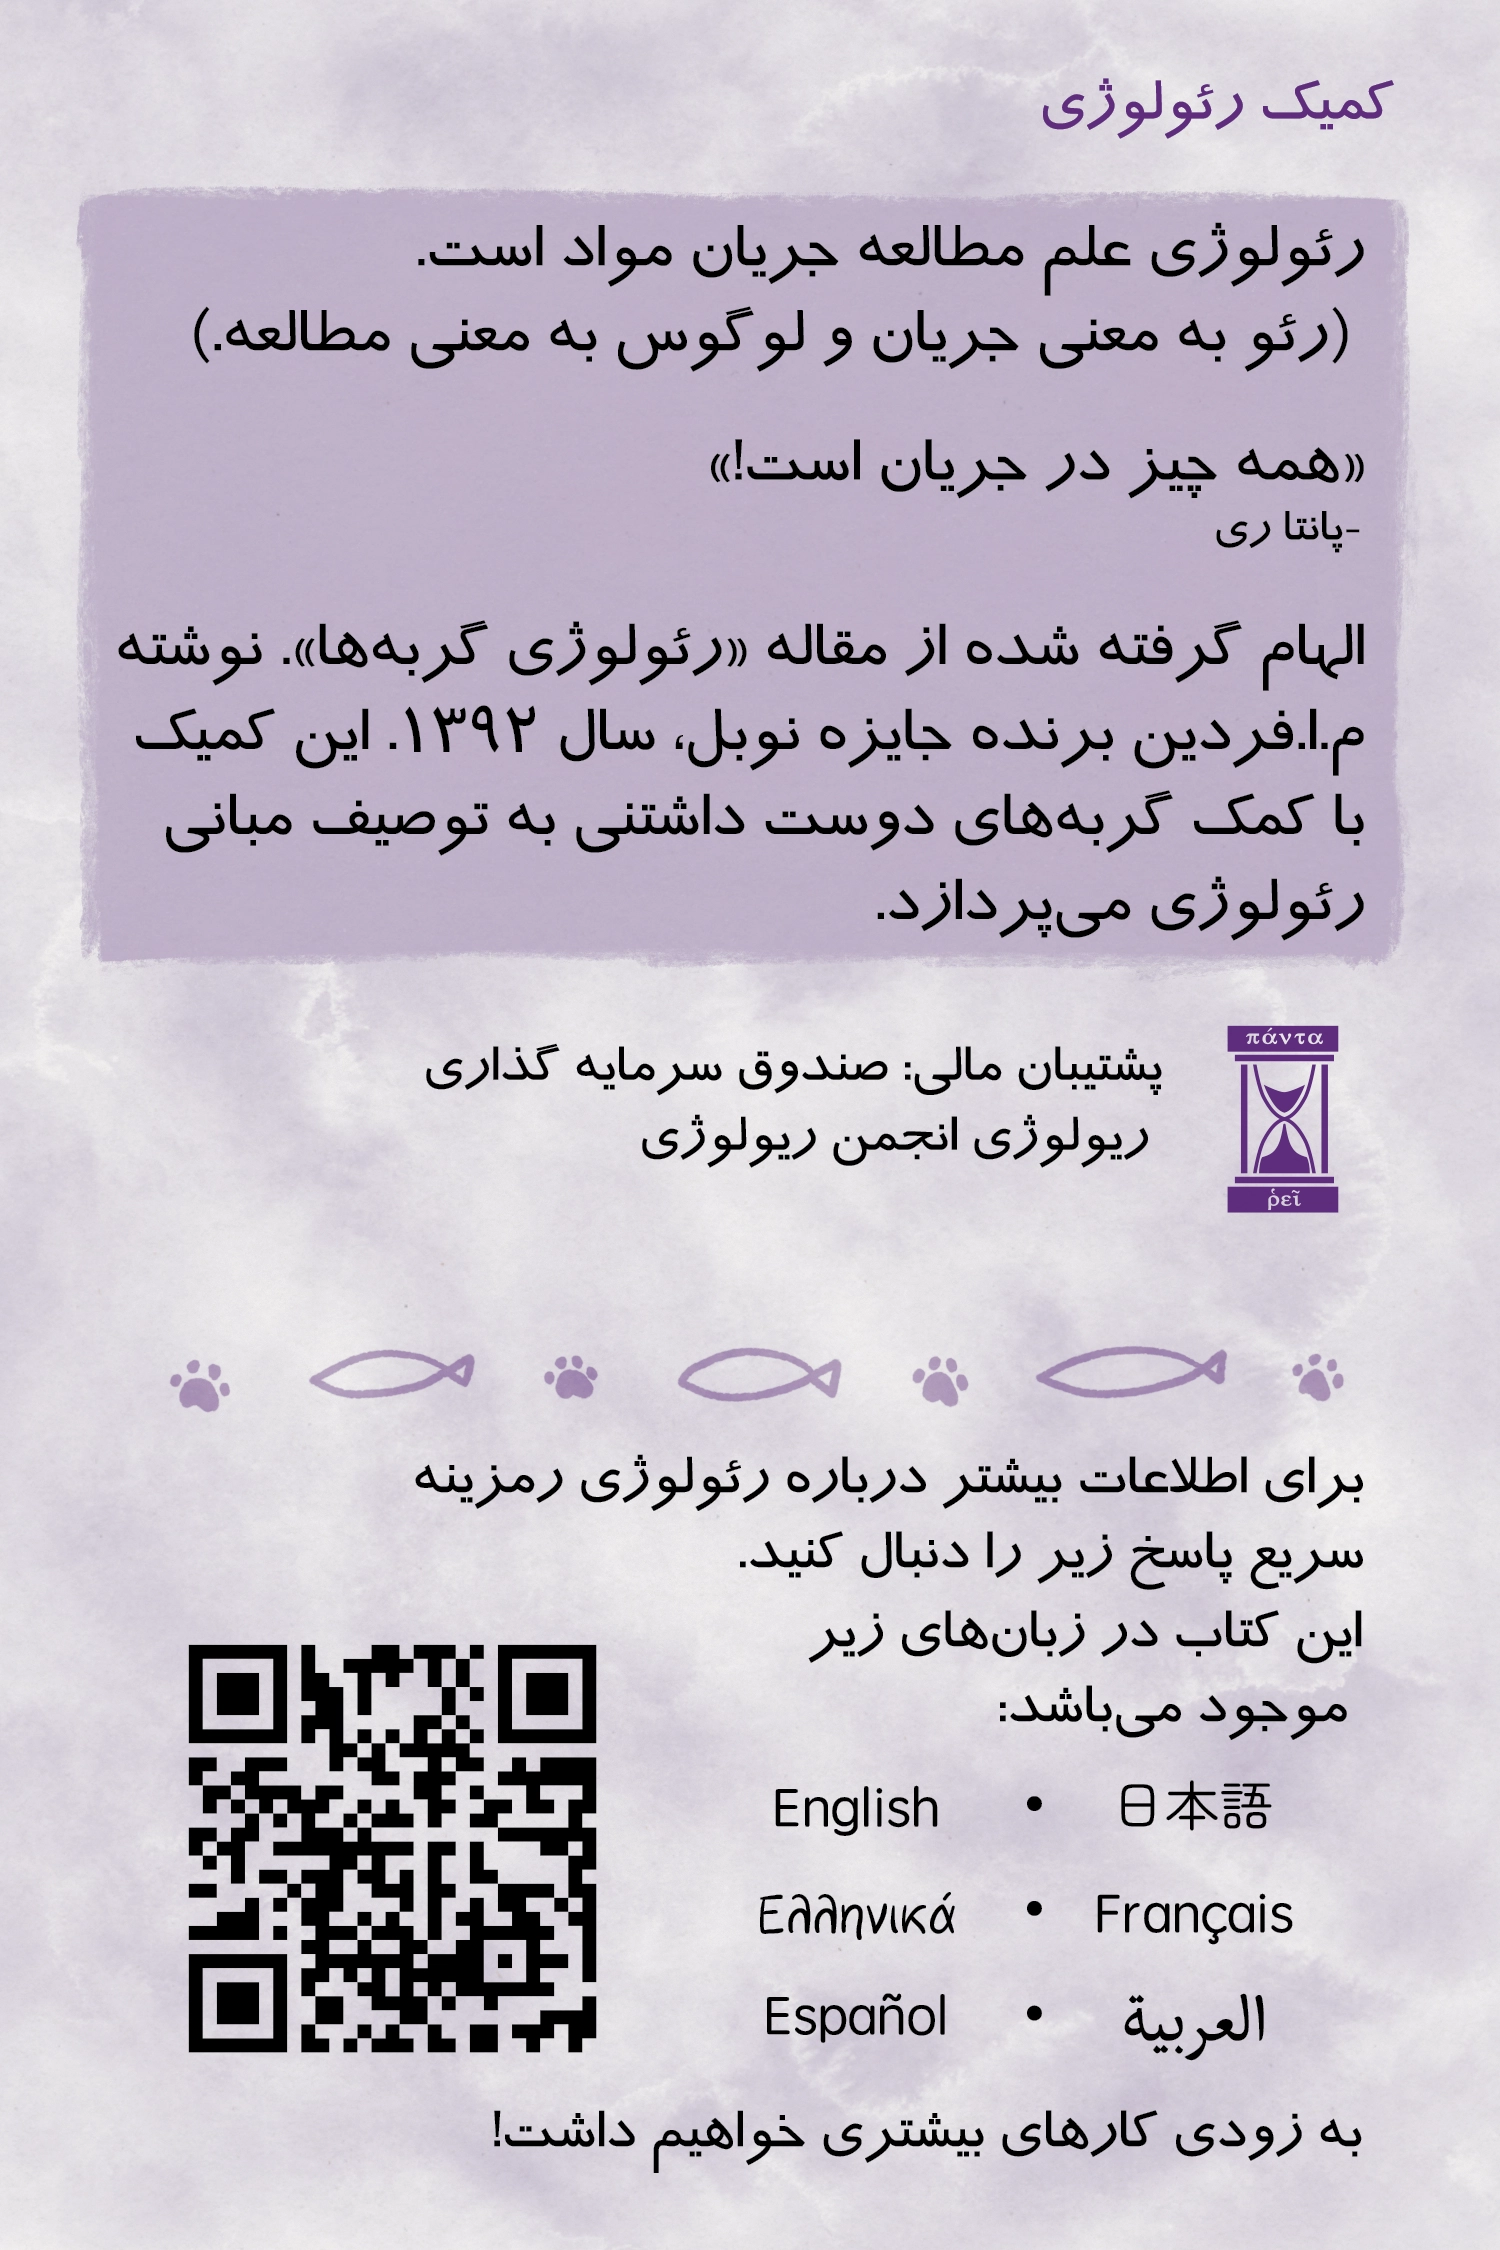 کمیک رئولوژی
رئولوژی علم مطالعه جریان مواد است.
(رئو به معنی جریان و لوگوس به معنی مطالعه.)
«همه چیز در جریان است!»
-پانتا ری
الهام گرفته شده از مقاله «رئولوژی گربه‌ها». نوشته
م.ا.فردین برنده جایزه نوبل، سال ۱۳۹۲. این کمیک
با کمک گربه‌های دوست داشتنی به توصیف مبانی
رئولوژی می‌پردازد.
πάντα
ῥεῖ
پشتیبان مالی: صندوق سرمایه گذاری
ریولوژی انجمن ریولوژی
برای اطلاعات بیشتر درباره رئولوژی رمزینه
سریع پاسخ زیر را دنبال کنید.
این کتاب در زبان‌های زیر
موجود می‌باشد:
日本語 • English
Français • Ελληνικά
العربية • Español
به زودی کارهای بیشتری خواهیم داشت!